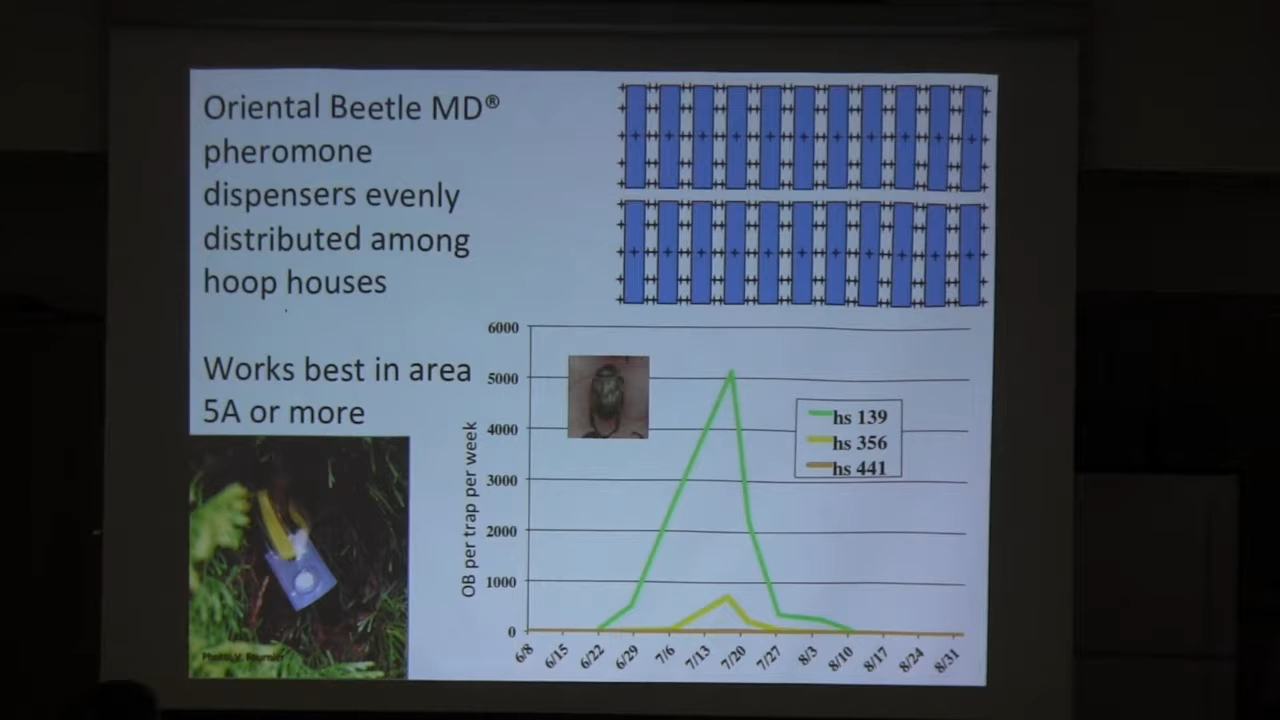 Oriental Beetle MD®
pheromone
dispensers evenly
distributed among
hoop houses
Works best in area
5A or more
Photo V. Fournier
OB per trap per week
6000
5000
4000
3000
2000
1000
0
6/8
6/15
6/22
6/29
7/6
7/13
7/20
7/27
8/3
8/10
8/17
8/24
8/31
hs 139
hs 356
hs 441